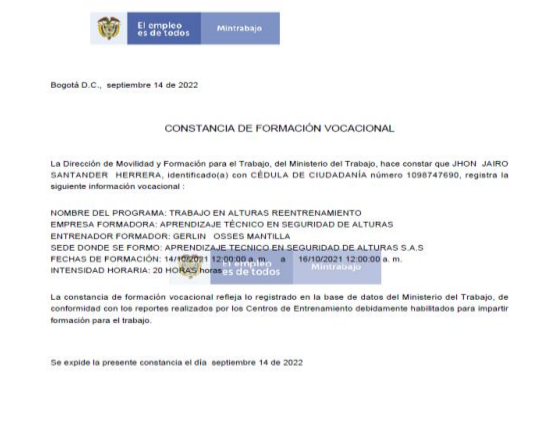 El empleo
es de todos
Mintrabajo
Bogotá D.C., septiembre 14 de 2022
CONSTANCIA DE FORMACIÓN VOCACIONAL
La Dirección de Movilidad y Formación para el Trabajo, del Ministerio del Trabajo, hace constar que JHON JAIRO
SANTANDER HERRERA, identificado(a) con CÉDULA DE CIUDADANÍA número 1098747690, registra la
siguiente información vocacional :
NOMBRE DEL PROGRAMA: TRABAJO EN ALTURAS REENTRENAMIENTO
EMPRESA FORMADORA: APRENDIZAJE TÉCNICO EN SEGURIDAD DE ALTURAS
ENTRENADOR FORMADOR: GERLIN OSSES MANTILLA
SEDE DONDE SE FORMO: APRENDIZAJE TECNICO EN SEGURIDAD DE ALTURAS S.A.S
FECHAS DE FORMACIÓN: 14/10/2021 12:00:00 a. m. a 16/10/2021 12:00:00 a. m.
INTENSIDAD HORARIA: 20 HORAS horas
El empleo
es de todos
Mintrabajo
La constancia de formación vocacional refleja lo registrado en la base de datos del Ministerio del Trabajo, de
conformidad con los reportes realizados por los Centros de Entrenamiento debidamente habilitados para impartir
formación para el trabajo.
Se expide la presente constancia el día septiembre 14 de 2022